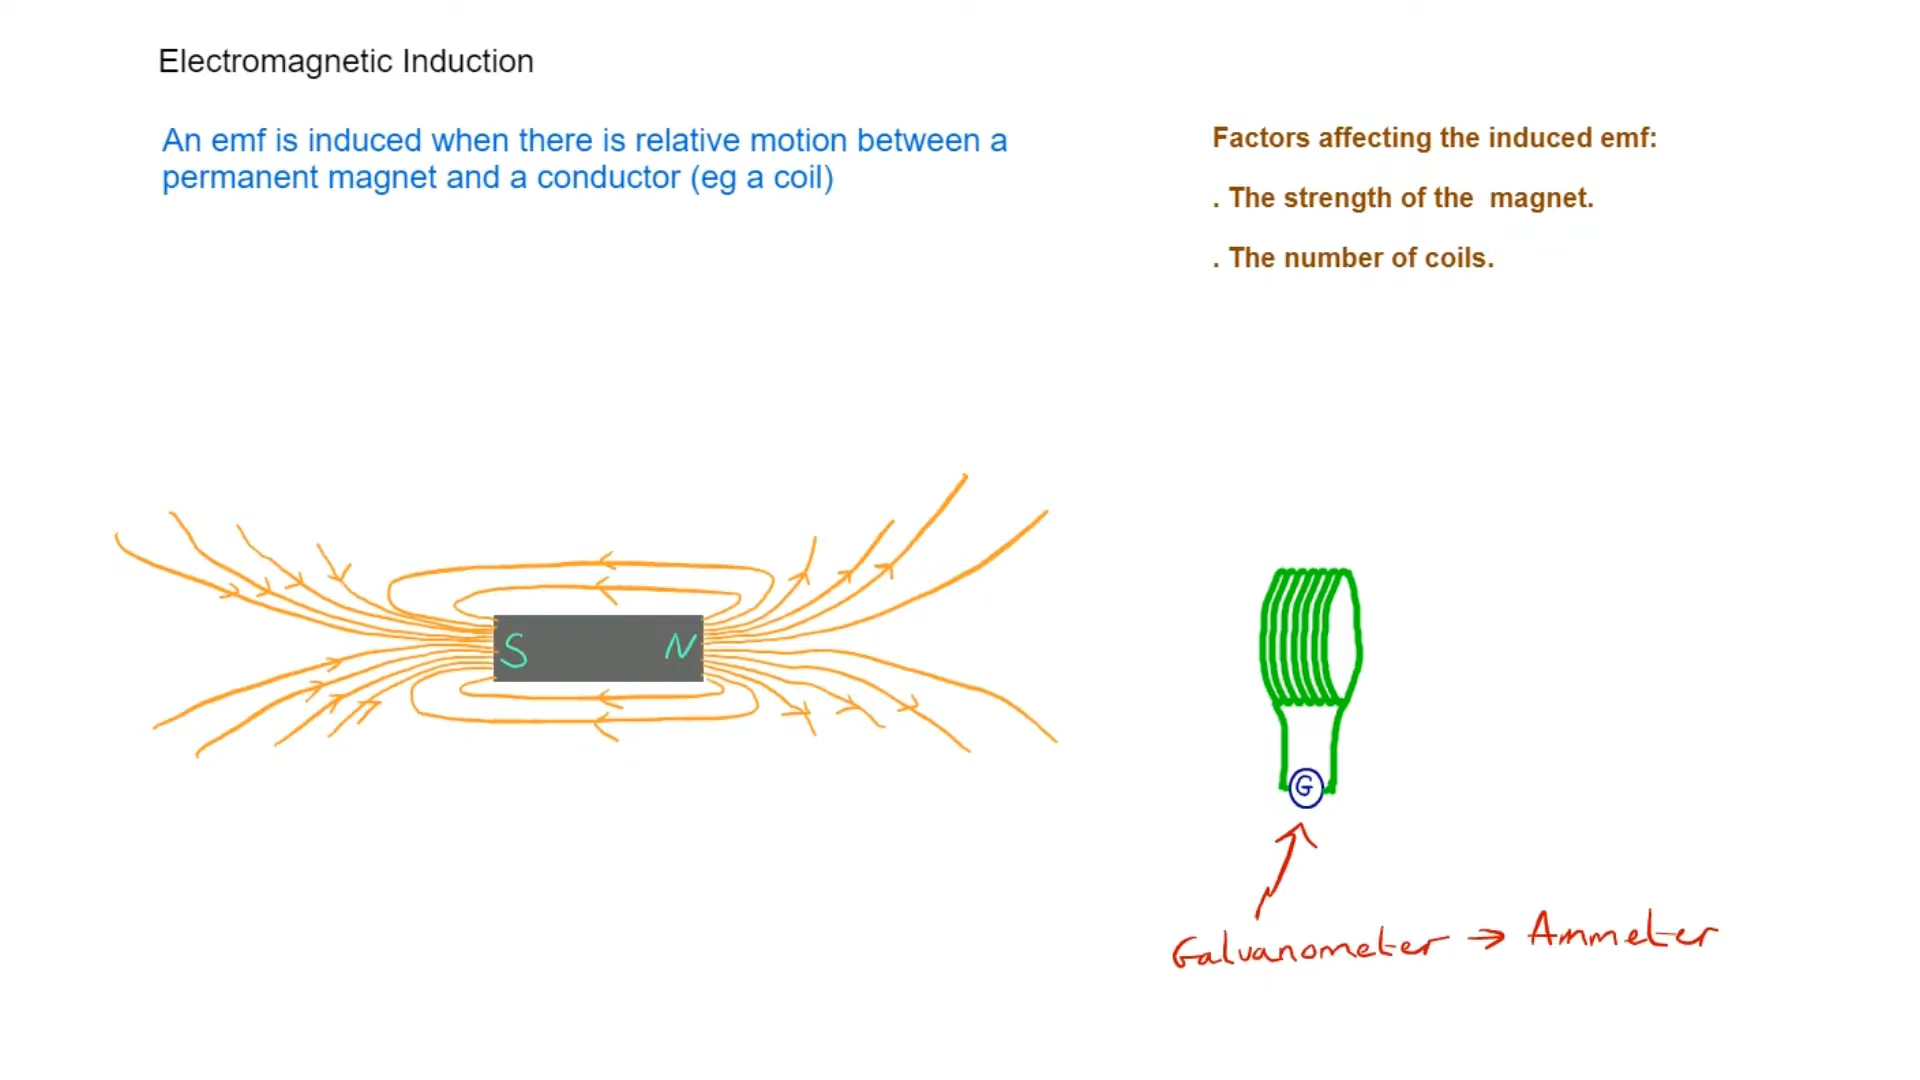 Electromagnetic Induction
An emf is induced when there is relative motion between a
permanent magnet and a conductor (eg a coil)
Factors affecting the induced emf:
. The strength of the  magnet.
. The number of coils.
S N
G
Galvanometer → Ammeter